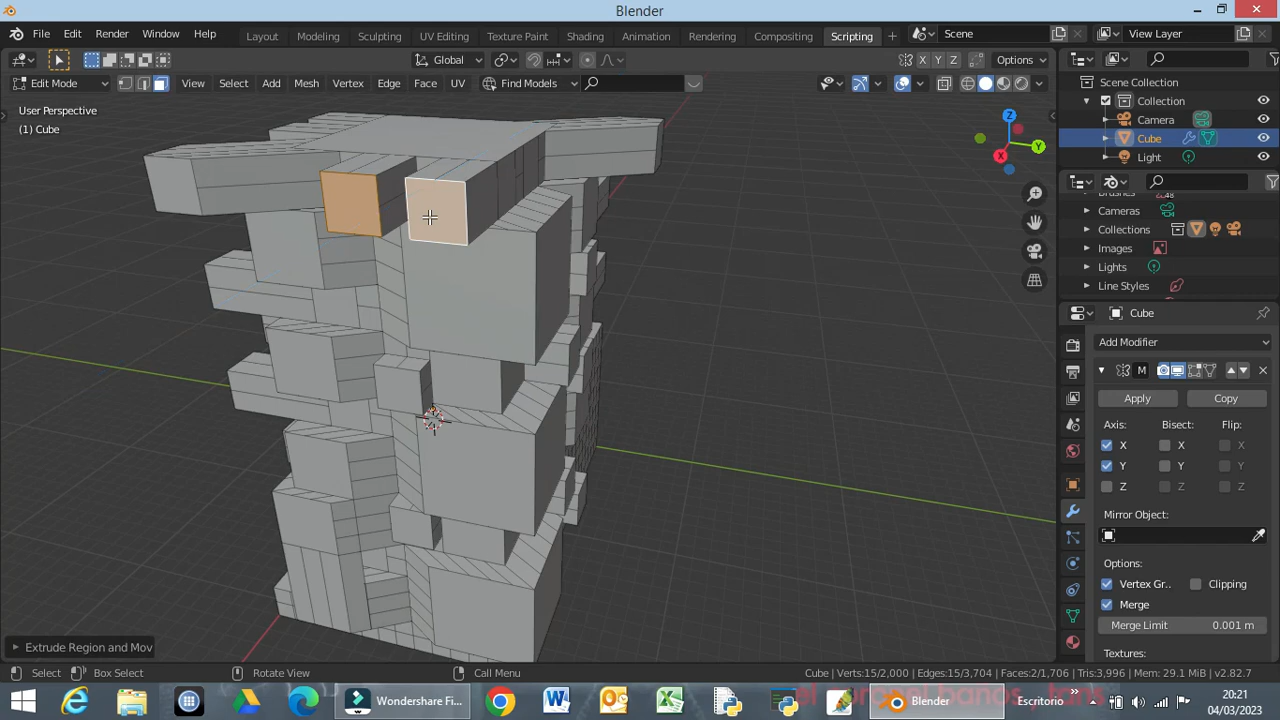 Blender
File Edit Render Window Help Layout Modeling Sculpting UV Editing Texture Paint Shading Animation Rendering Compositing Scripting Scene View Layer
Global X Y Z Options
Edit Mode View Select Add Mesh Vertex Edge Face UV Find Models
User Perspective
(1) Cube
Z
Y
X
Scene Collection
Collection
Camera
Cube
Light
Brushes
Cameras
Collections
Images
Lights
Line Styles
Cube
Add Modifier
M
Apply Copy
Axis: Bisect: Flip:
X X X
Y Y Y
Z Z Z
Mirror Object:
Options:
Vertex Gr.. Clipping
Merge
Merge Limit 0.001 m
Textures:
Extrude Region and Mov
Select Box Select Rotate View Call Menu Cube | Verts:15/2,000 | Edges:15/3,704 | Faces:2/1,706 | Tris:3,996 | Mem: 29.1 MiB | v2.82.7
Wondershare Fi... Blender Escritorio 20:21
04/03/2023